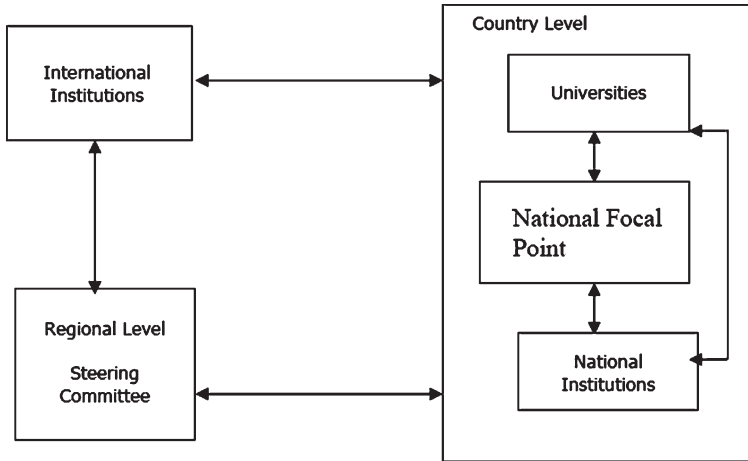 International
Institutions
Country Level
Universities
National Focal
Point
Regional Level
Steering
Committee
National
Institutions